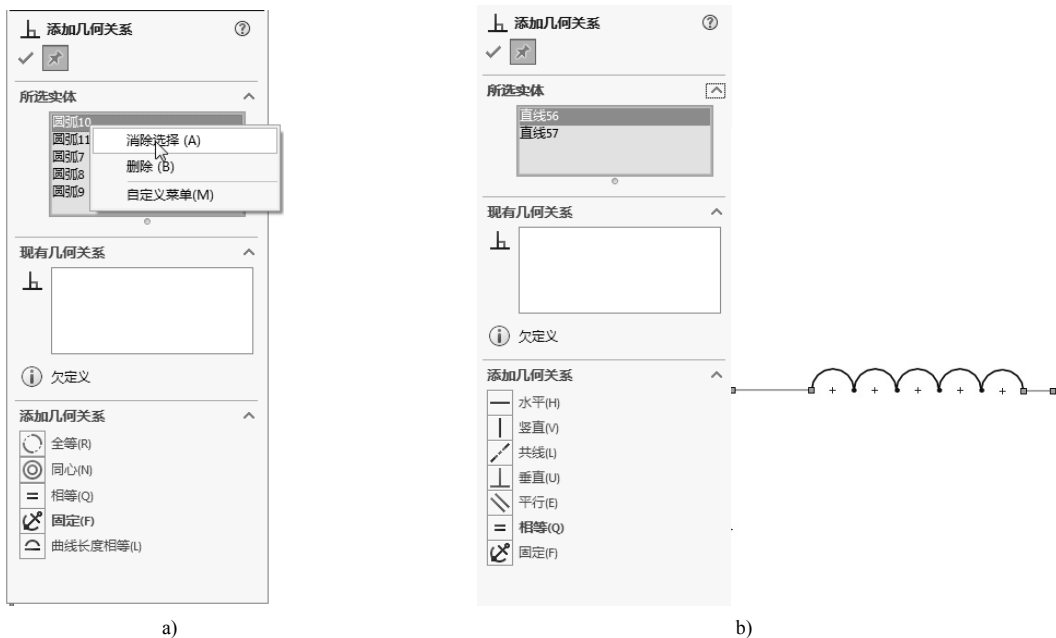 添加几何关系
所选实体
圆弧10
圆弧11
圆弧7
圆弧8
圆弧9
消除选择 (A)
删除 (B)
自定义菜单(M)
现有几何关系
欠定义
添加几何关系
全等(R)
同心(N)
相等(Q)
固定(F)
曲线长度相等(L)
a)
添加几何关系
所选实体
直线56
直线57
现有几何关系
欠定义
添加几何关系
水平(H)
竖直(V)
共线(L)
垂直(U)
平行(E)
相等(Q)
固定(F)
b)